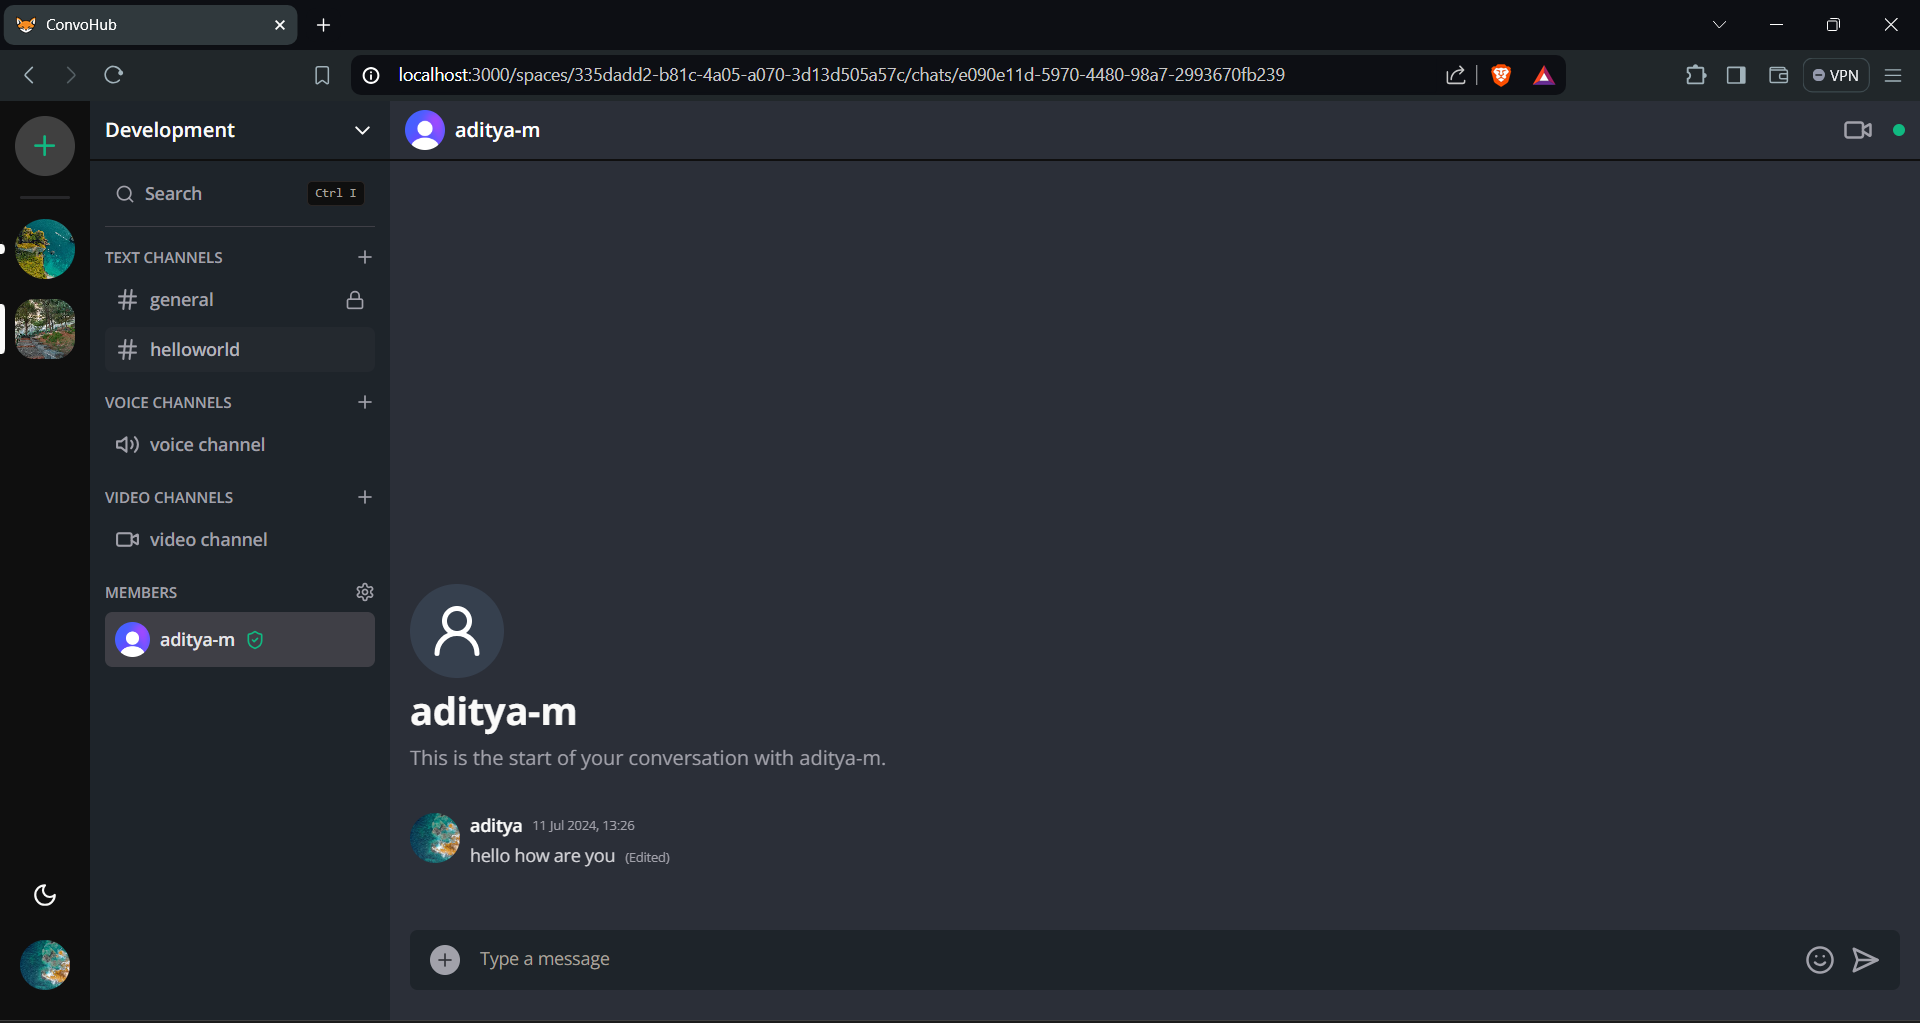 ConvoHub
localhost:3000/spaces/335dadd2-b81c-4a05-a070-3d13d505a57c/chats/e090e11d-5970-4480-98a7-2993670fb239
VPN
Development
aditya-m
Search
Ctrl I
TEXT CHANNELS
general
helloworld
VOICE CHANNELS
voice channel
VIDEO CHANNELS
video channel
MEMBERS
aditya-m
aditya-m
This is the start of your conversation with aditya-m.
aditya 11 Jul 2024, 13:26
hello how are you (Edited)
Type a message